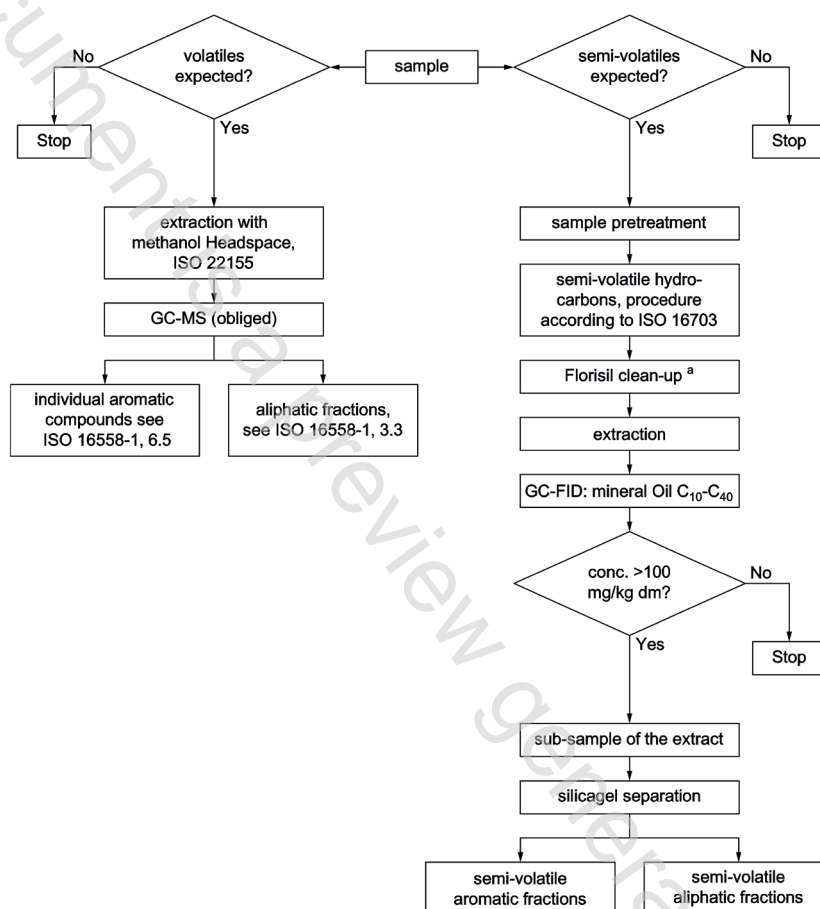 No
volatiles
expected?
sample
semi-volatiles
expected?
No
Stop
Yes
Yes
Stop
extraction with
methanol Headspace,
ISO 22155
GC-MS (obliged)
individual aromatic
compounds see
ISO 16558-1, 6.5
aliphatic fractions,
see ISO 16558-1, 3.3
sample pretreatment
semi-volatile hydro-
carbons, procedure
according to ISO 16703
Florisil clean-up a
extraction
GC-FID: mineral Oil C10-C40
conc. >100
mg/kg dm?
No
Yes
Stop
sub-sample of the extract
silicagel separation
semi-volatile
aromatic fractions
semi-volatile
aliphatic fractions
cument is a preview genera